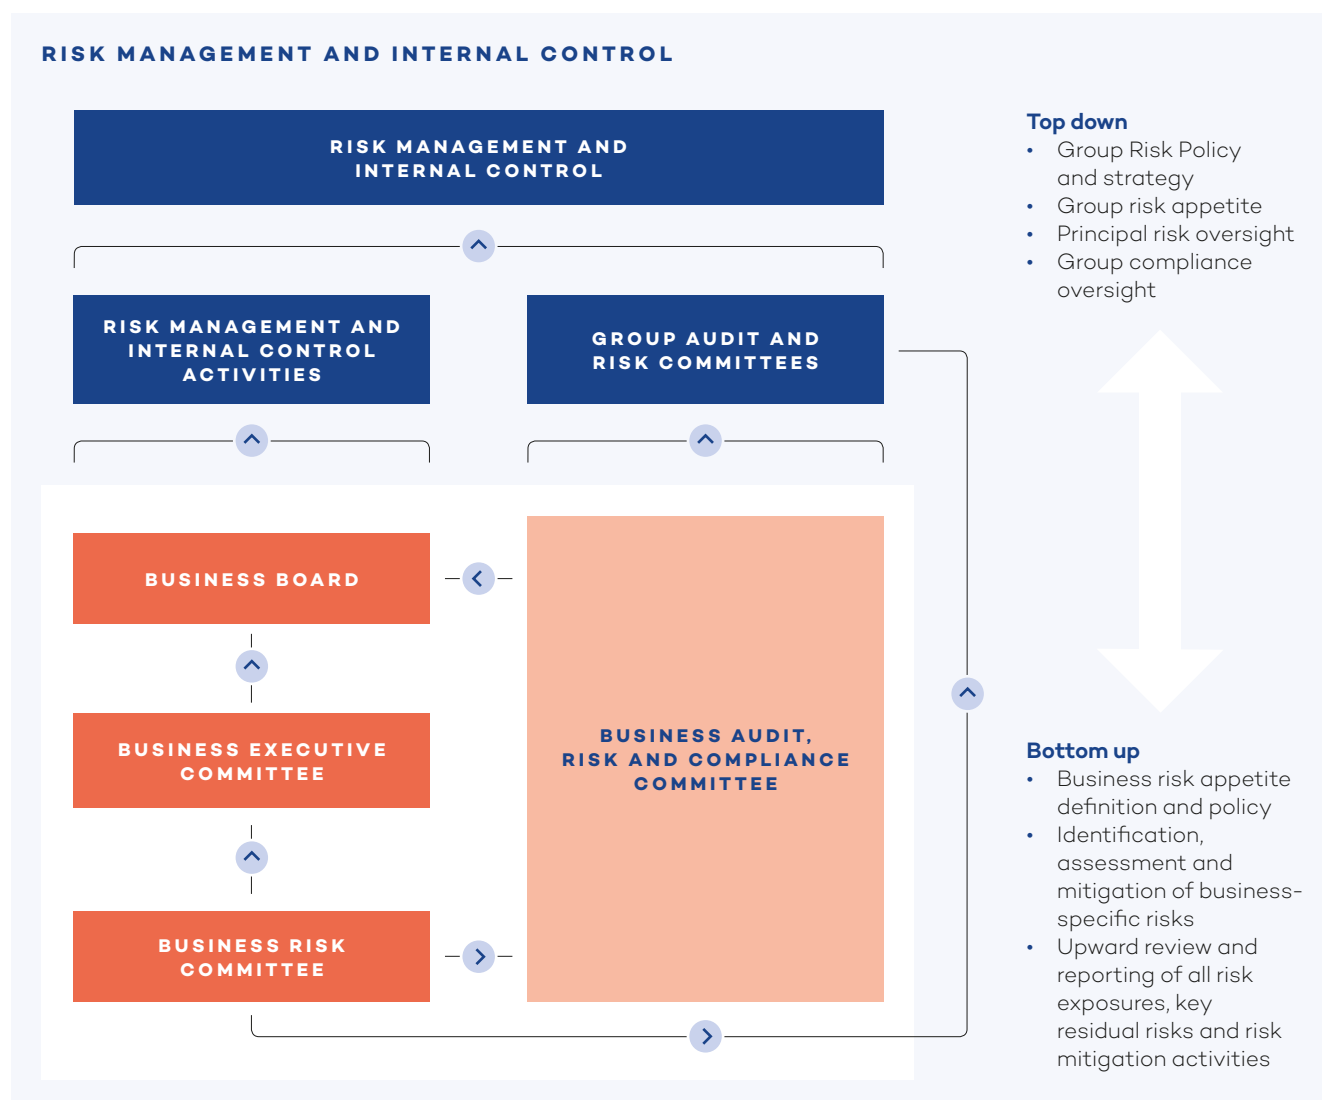 RISK MANAGEMENT AND INTERNAL CONTROL
RISK MANAGEMENT AND
INTERNAL CONTROL
RISK MANAGEMENT AND
INTERNAL CONTROL
ACTIVITIES
GROUP AUDIT AND
RISK COMMITTEES
BUSINESS BOARD
BUSINESS EXECUTIVE
COMMITTEE
BUSINESS RISK
COMMITTEE
BUSINESS AUDIT,
RISK AND COMPLIANCE
COMMITTEE
Top down
• Group Risk Policy
and strategy
• Group risk appetite
• Principal risk oversight
• Group compliance
oversight
Bottom up
• Business risk appetite
definition and policy
• Identification,
assessment and
mitigation of business-
specific risks
• Upward review and
reporting of all risk
exposures, key
residual risks and risk
mitigation activities